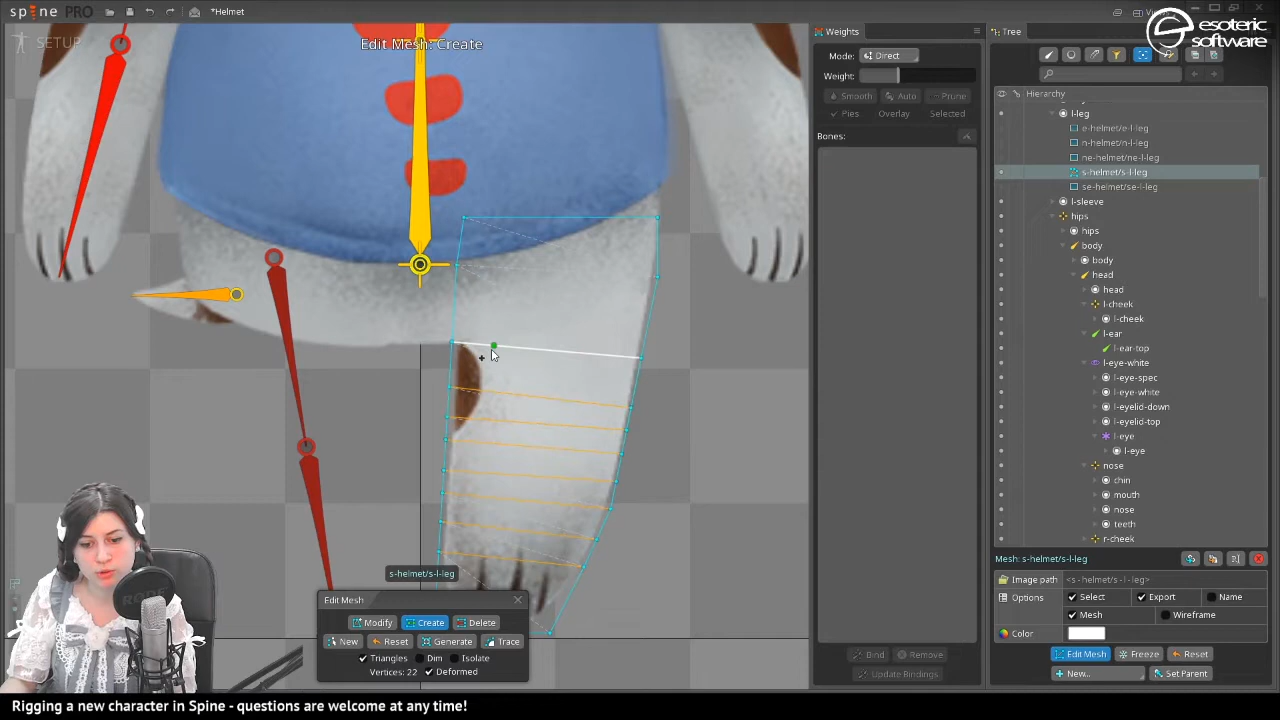 spine PRO
*Helmet
Views
esoteric
software
SETUP
Edit Mesh: Create
Weights
Mode:
Direct
Weight:
Smooth
Auto
Prune
Pies
Overlay
Selected
Bones:
Bind
Remove
Update Bindings
Tree
Hierarchy
l-leg
e-helmet/e-l-leg
n-helmet/n-l-leg
ne-helmet/ne-l-leg
s-helmet/s-l-leg
se-helmet/se-l-leg
l-sleeve
hips
hips
body
body
head
head
l-cheek
l-cheek
l-ear
l-ear-top
l-eye-white
l-eye-spec
l-eye-white
l-eyelid-down
l-eyelid-top
l-eye
l-eye
nose
chin
mouth
nose
teeth
r-cheek
Mesh: s-helmet/s-l-leg
Image path
<s-helmet/s-l-leg>
Options
Select
Export
Name
Mesh
Wireframe
Color
Edit Mesh
Freeze
Reset
New...
Set Parent
s-helmet/s-l-leg
Edit Mesh
Modify
Create
Delete
New
Reset
Generate
Trace
Triangles
Dim
Isolate
Vertices: 22
Deformed
RODE
Rigging a new character in Spine - questions are welcome at any time!